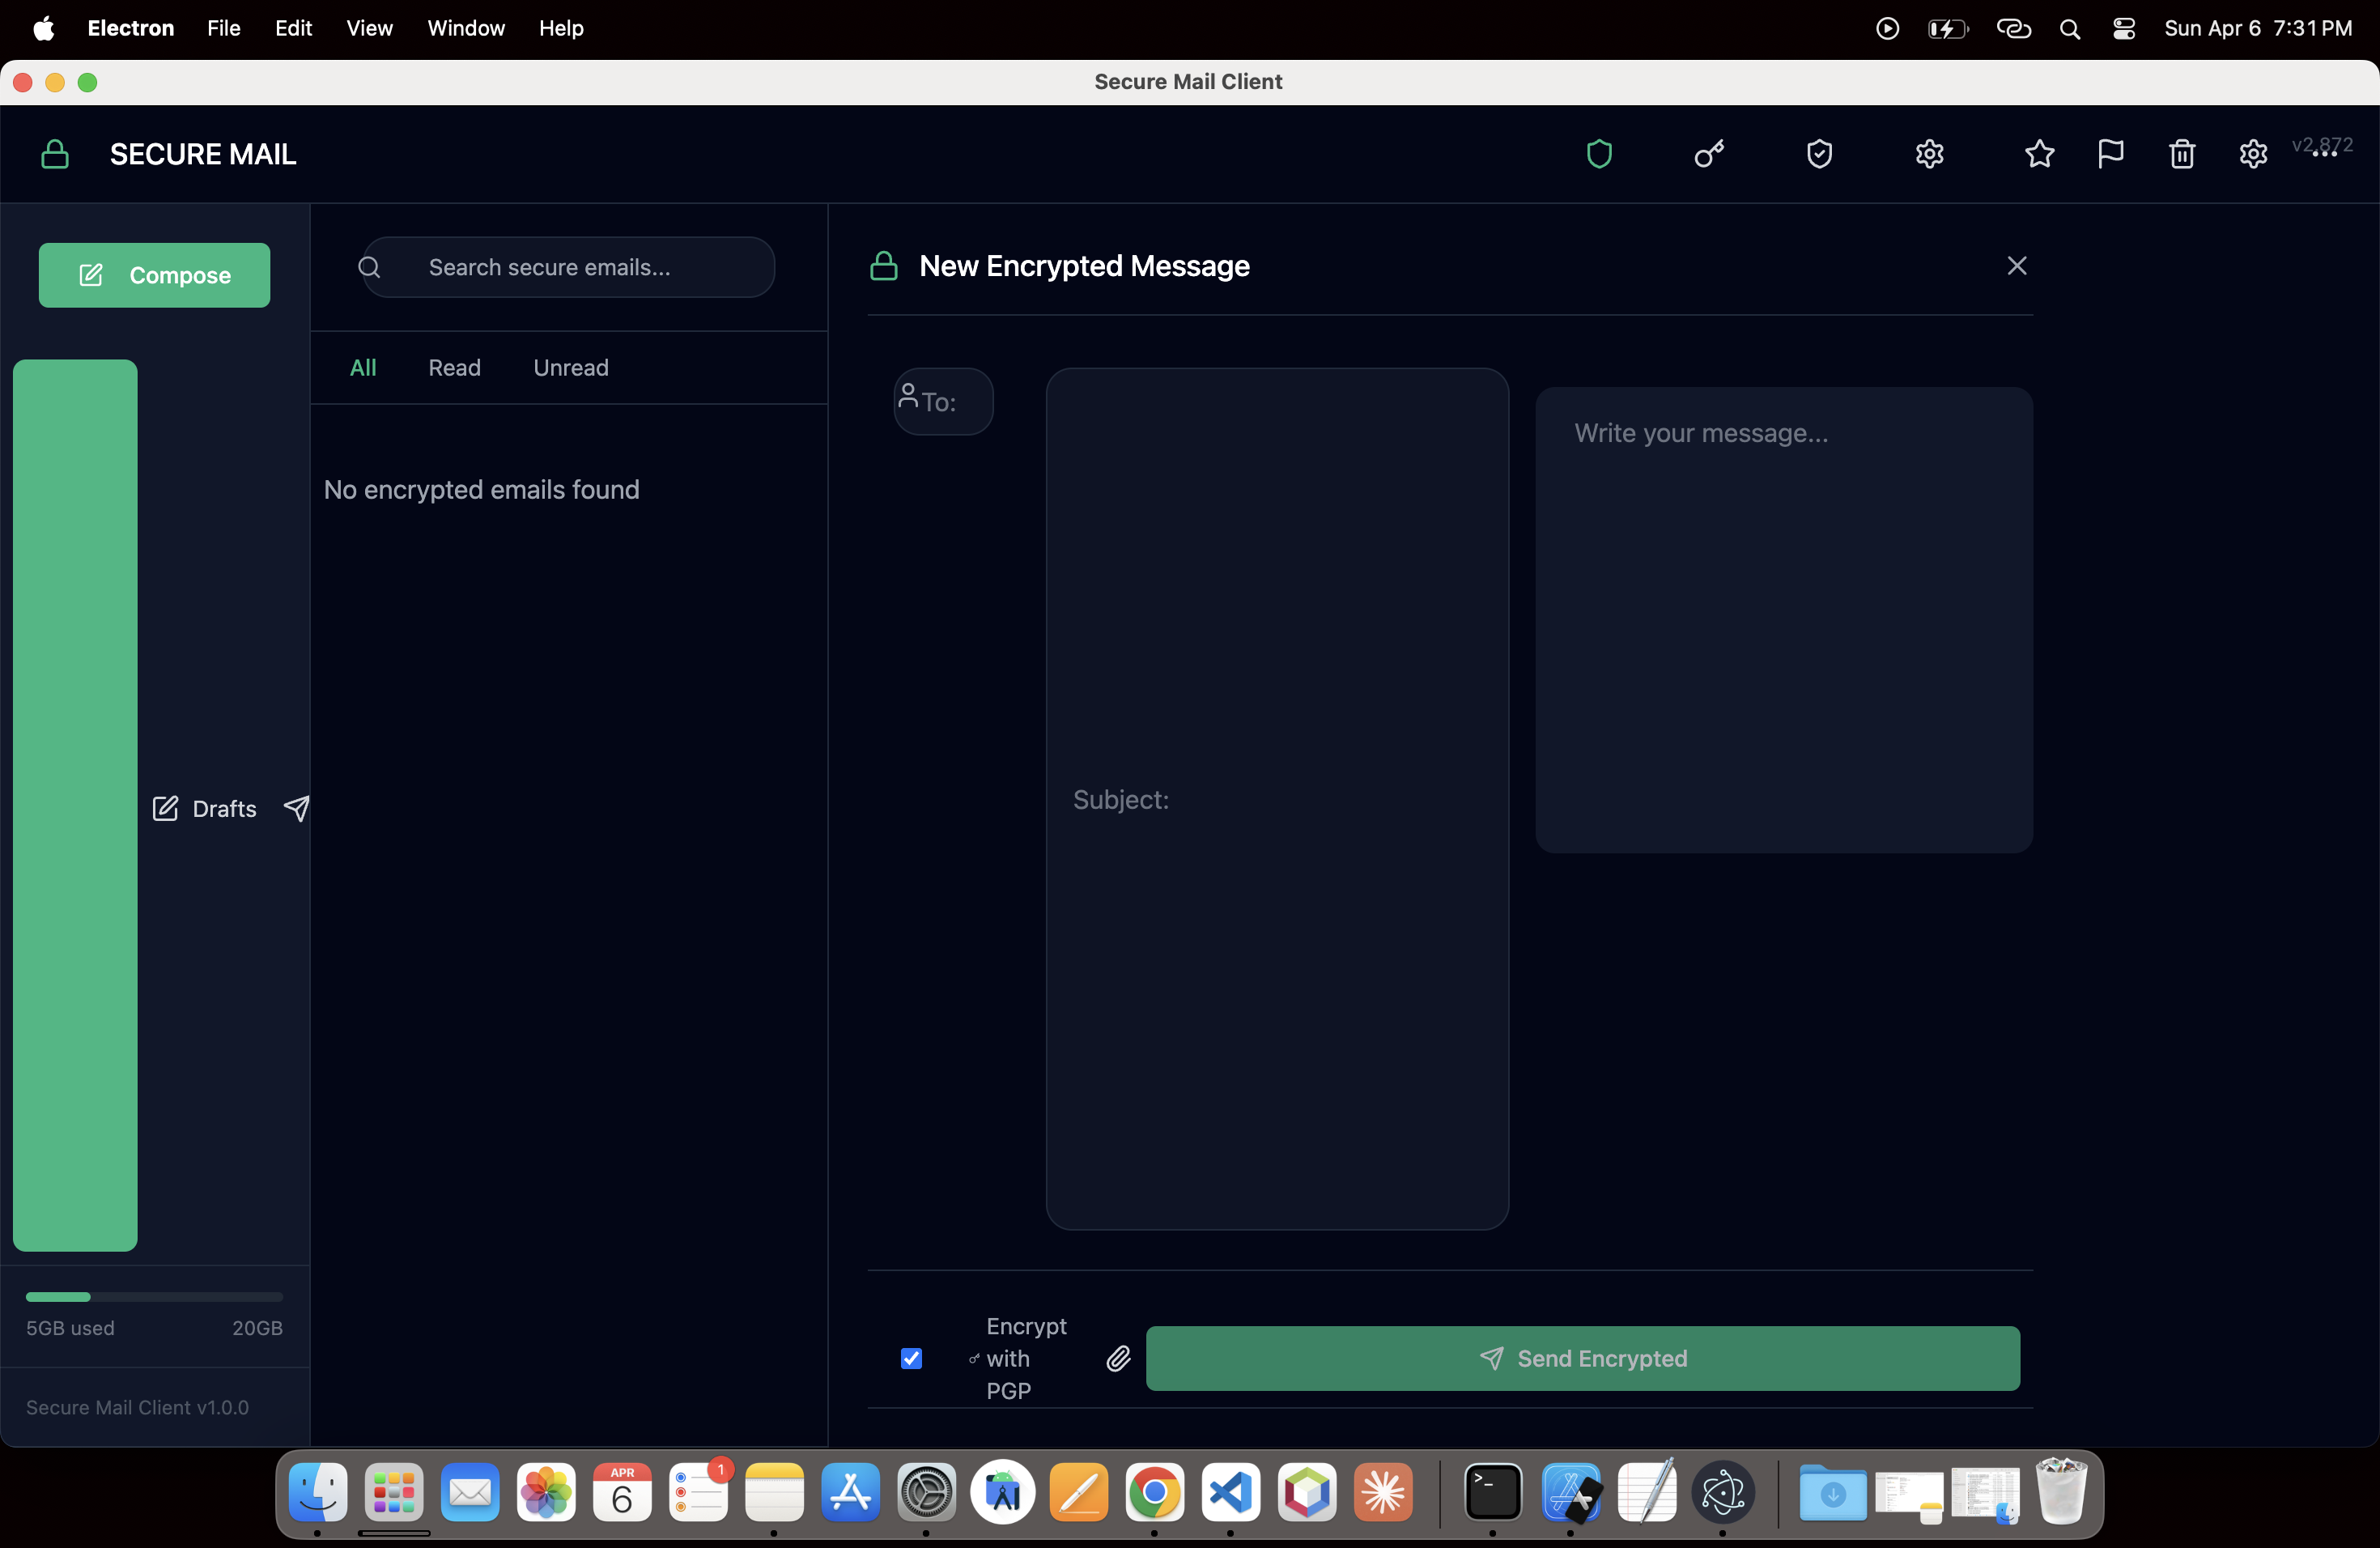 Electron File Edit View Window Help Sun Apr 6 7:31 PM
Secure Mail Client
SECURE MAIL
v2.872
Compose
Search secure emails...
New Encrypted Message
All Read Unread
To:
Write your message...
No encrypted emails found
Subject:
Drafts
5GB used 20GB
Encrypt
with
PGP
Send Encrypted
Secure Mail Client v1.0.0
APR
6
1
>_